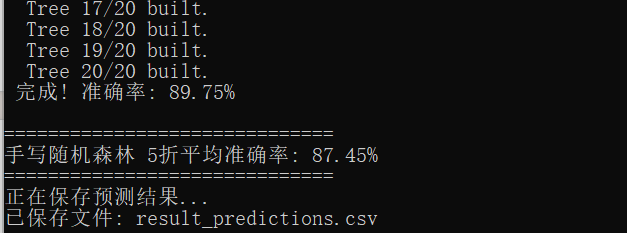 Tree 17/20 built.
Tree 18/20 built.
Tree 19/20 built.
Tree 20/20 built.
完成! 准确率: 89.75%
==============================
手写随机森林 5折平均准确率: 87.45%
==============================
正在保存预测结果...
已保存文件: result_predictions.csv